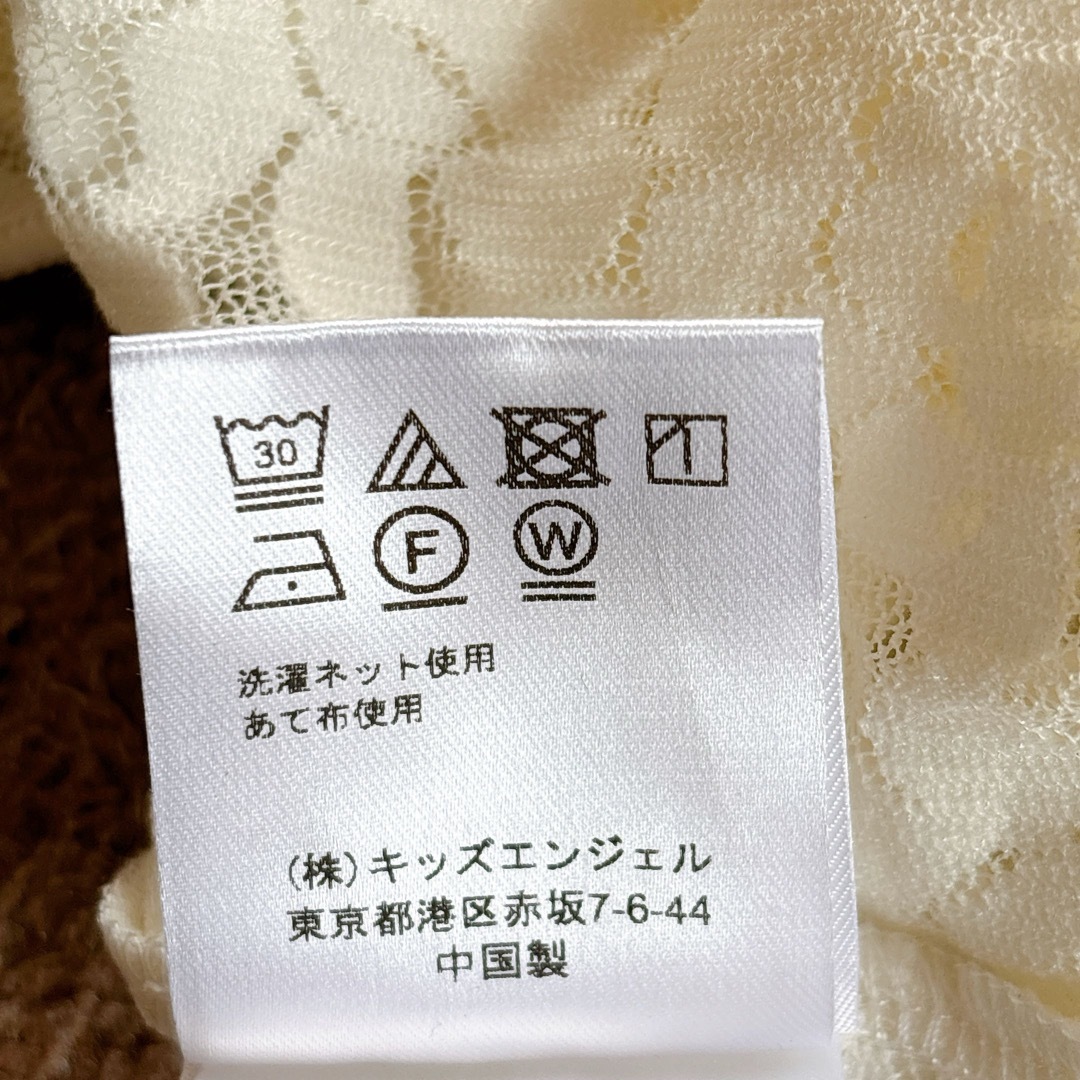 30
F W
洗濯ネット使用
あて布使用
(株)キッズエンジェル
東京都港区赤坂7-6-44
中国製